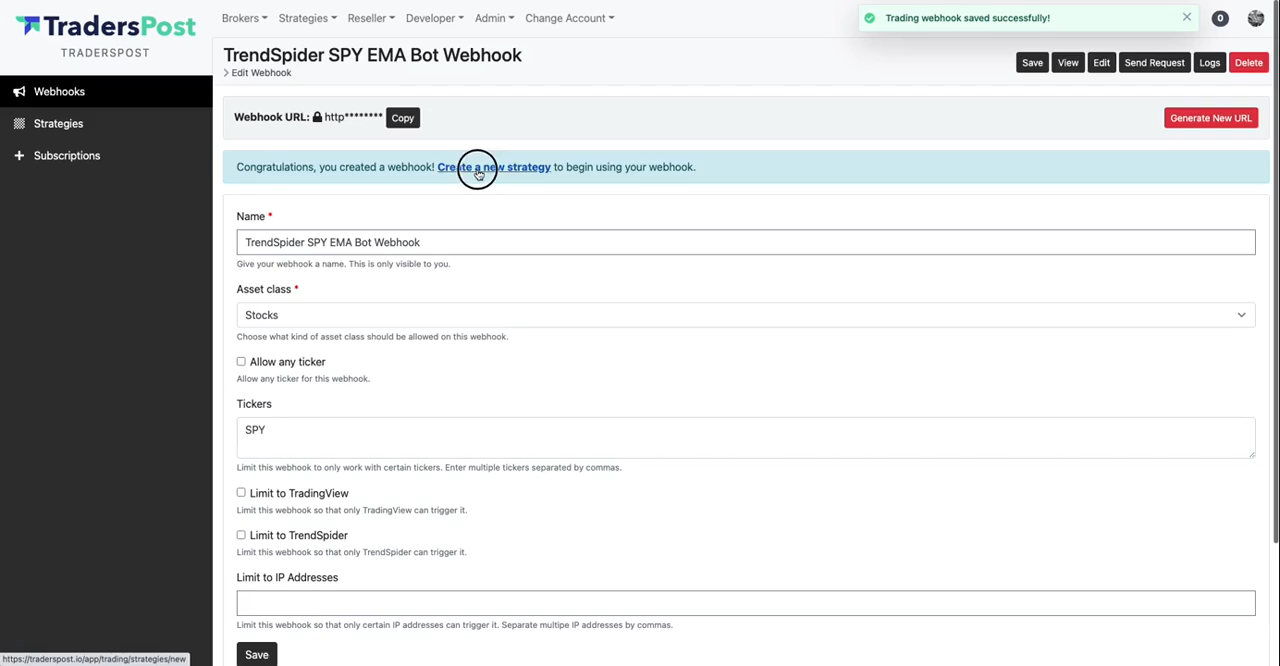 TradersPost
TRADERSPOST
Brokers Strategies Reseller Developer Admin Change Account
Trading webhook saved successfully!
0
Webhooks
Strategies
Subscriptions
TrendSpider SPY EMA Bot Webhook
Edit Webhook
Save View Edit Send Request Logs Delete
Webhook URL: http******** Copy
Generate New URL
Congratulations, you created a webhook! Create a new strategy to begin using your webhook.
Name *
TrendSpider SPY EMA Bot Webhook
Give your webhook a name. This is only visible to you.
Asset class *
Stocks
Choose what kind of asset class should be allowed on this webhook.
Allow any ticker
Allow any ticker for this webhook.
Tickers
SPY
Limit this webhook to only work with certain tickers. Enter multiple tickers separated by commas.
Limit to TradingView
Limit this webhook so that only TradingView can trigger it.
Limit to TrendSpider
Limit this webhook so that only TrendSpider can trigger it.
Limit to IP Addresses
Limit this webhook so that only certain IP addresses can trigger it. Separate multipe IP addresses by commas.
Save
https://traderspost.io/app/trading/strategies/new